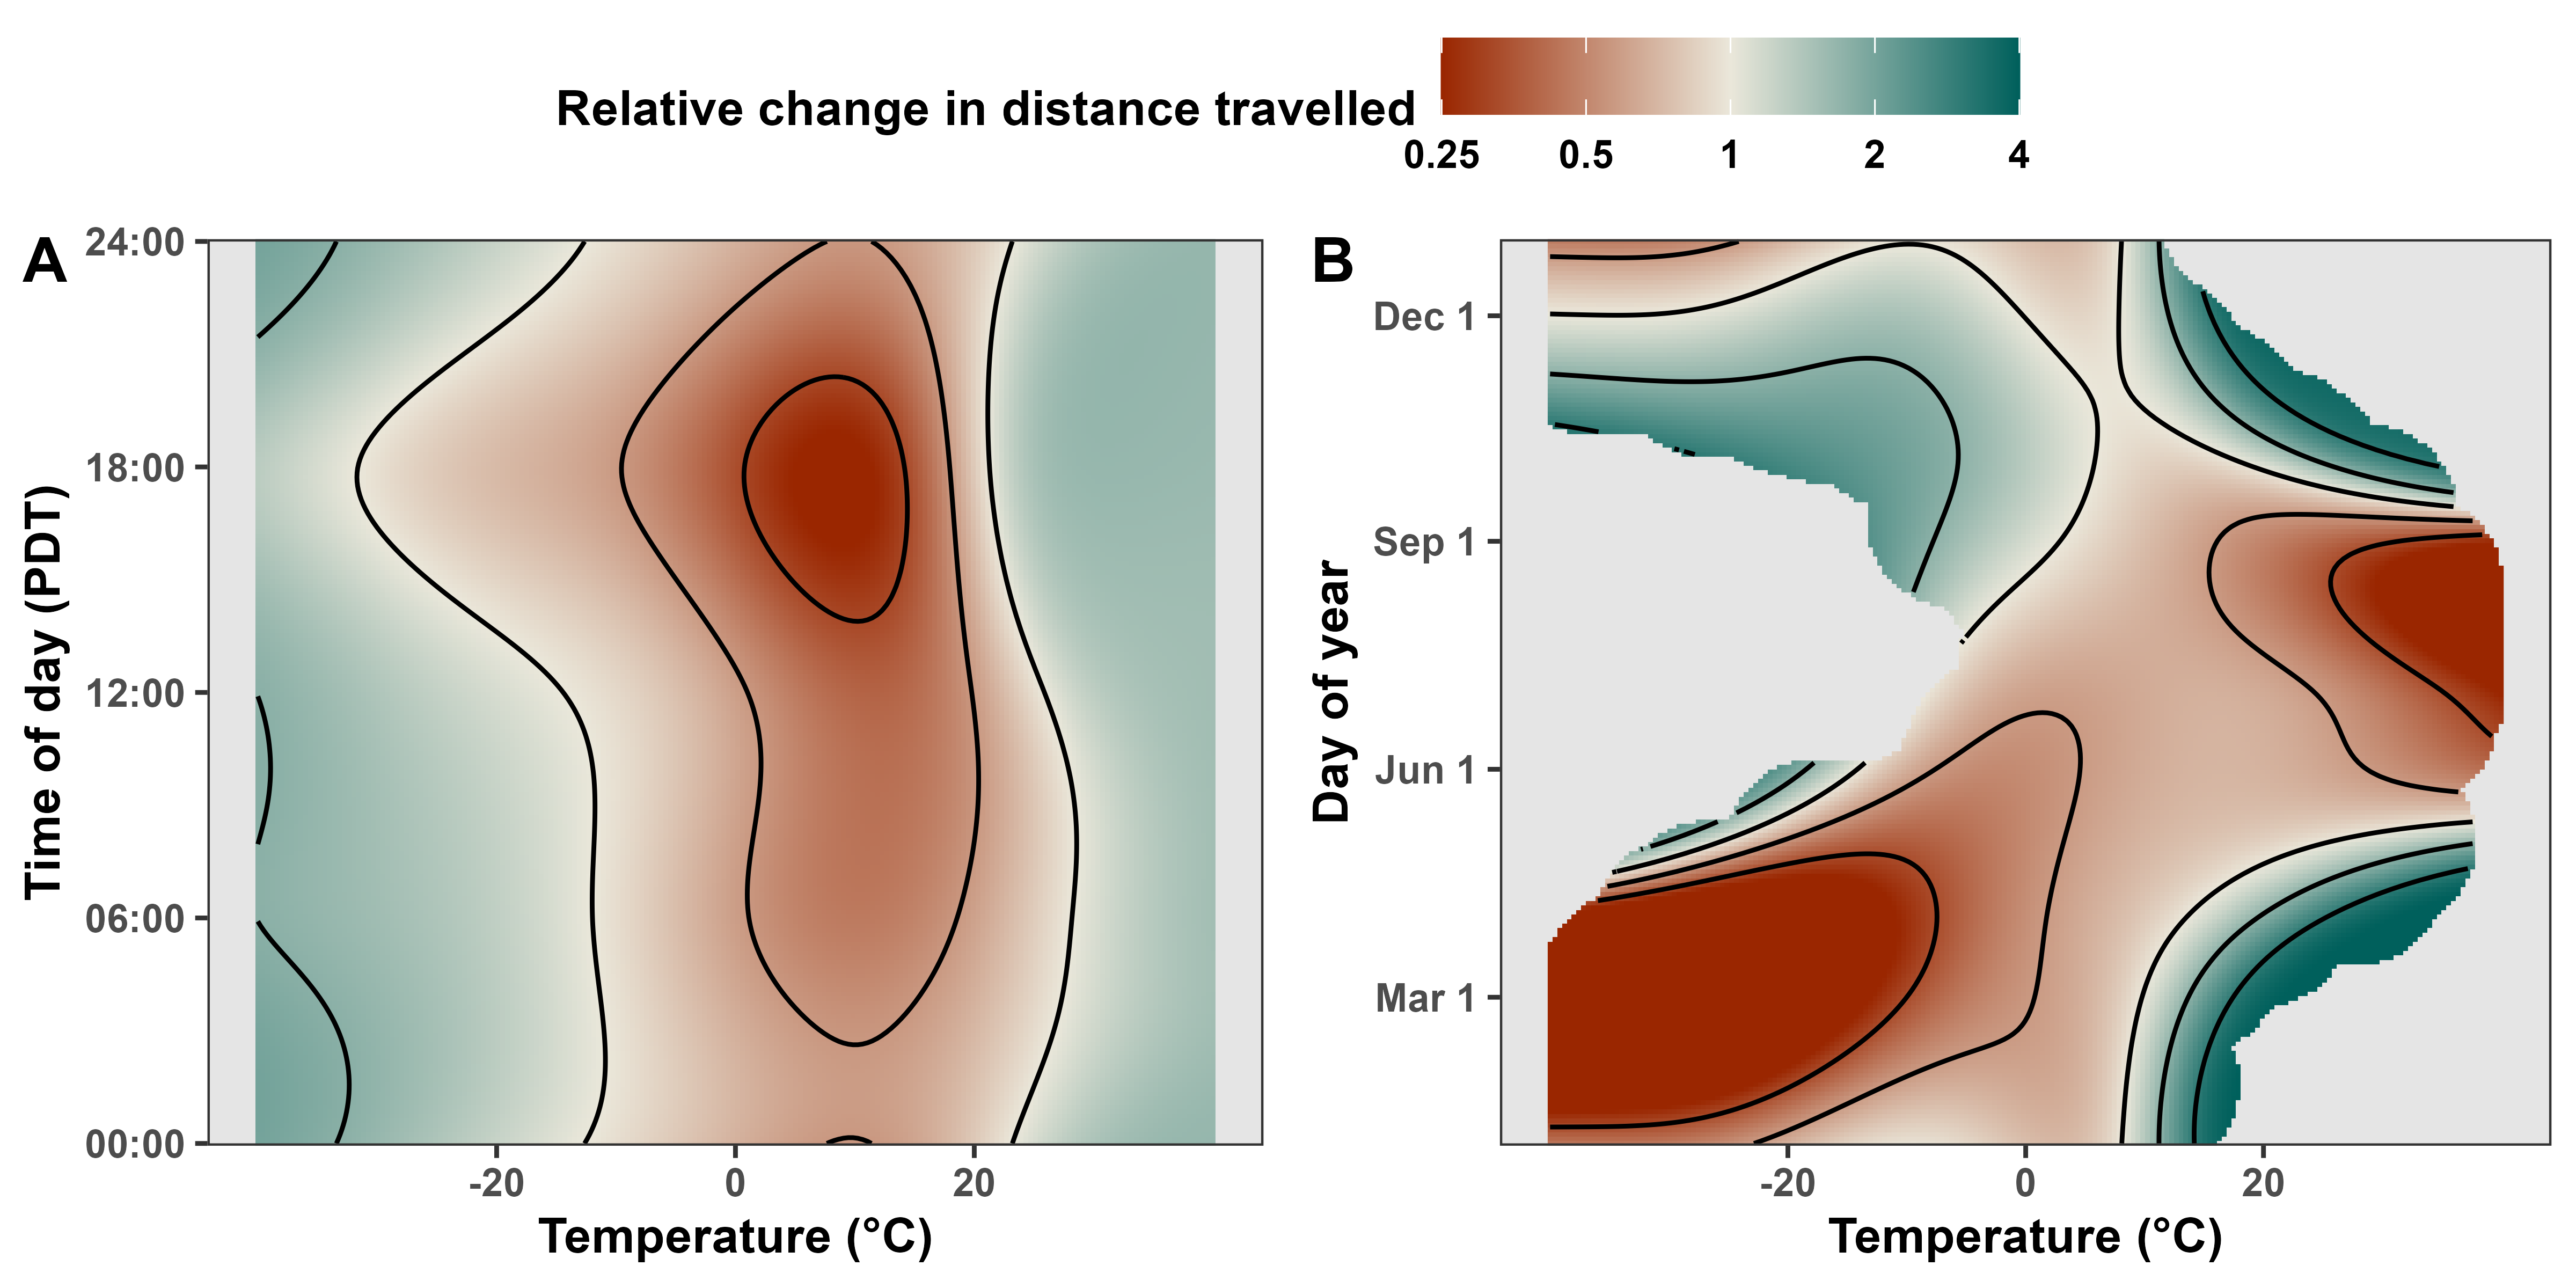 Relative change in distance travelled
0.25 0.5 1 2 4
A
Time of day (PDT)
24:00
18:00
12:00
06:00
00:00
-20 0 20
Temperature (°C)
B
Day of year
Dec 1
Sep 1
Jun 1
Mar 1
-20 0 20
Temperature (°C)